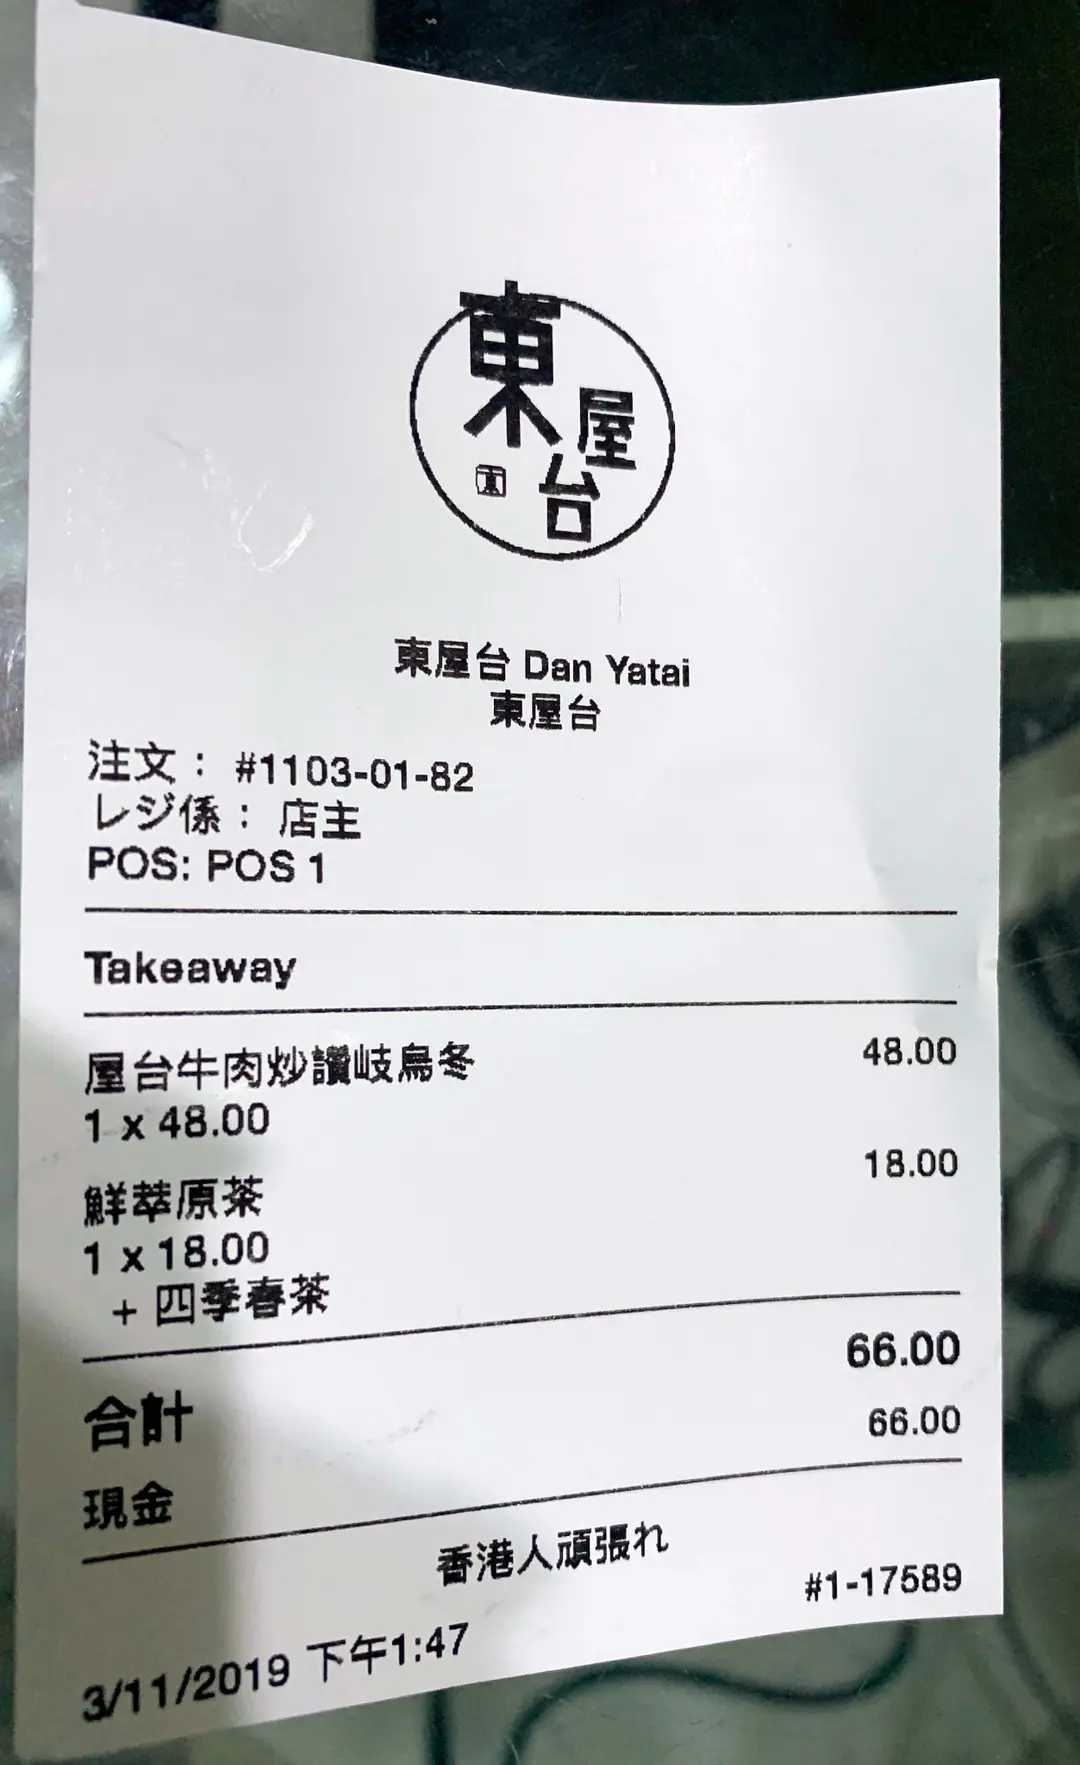 東屋台
東屋台 Dan Yatai
東屋台
注文： #1103-01-82
レジ係： 店主
POS: POS 1
Takeaway
屋台牛肉炒讚岐烏冬 48.00
1 x 48.00
鮮萃原茶 18.00
1 x 18.00
+ 四季春茶
合計 66.00
現金 66.00
香港人頑張れ
3/11/2019 下午1:47 #1-17589